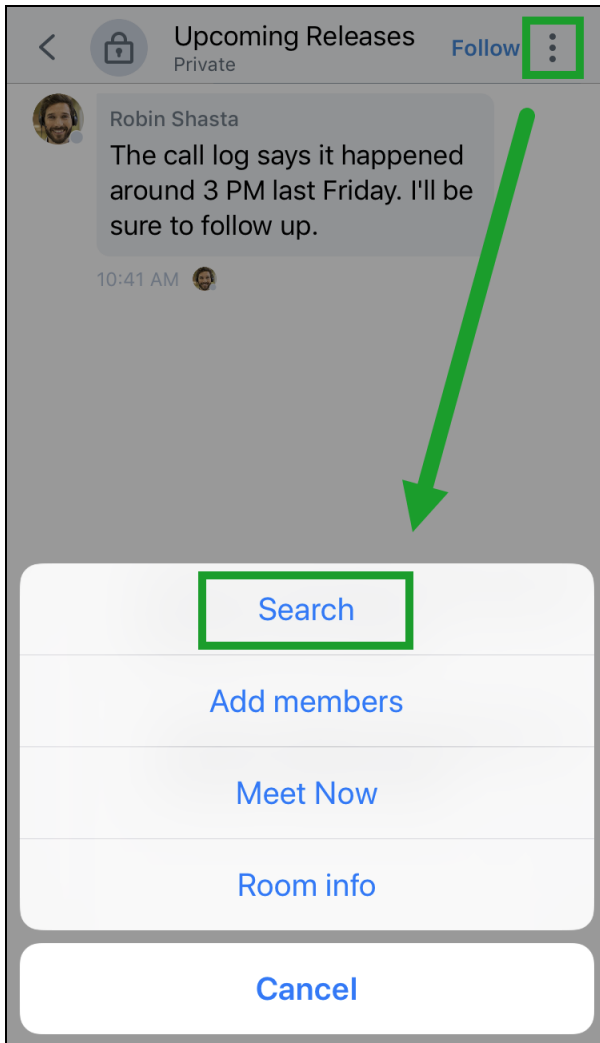 Upcoming Releases
Private
Follow
Robin Shasta
The call log says it happened
around 3 PM last Friday. I'll be
sure to follow up.
10:41 AM
Search
Add members
Meet Now
Room info
Cancel